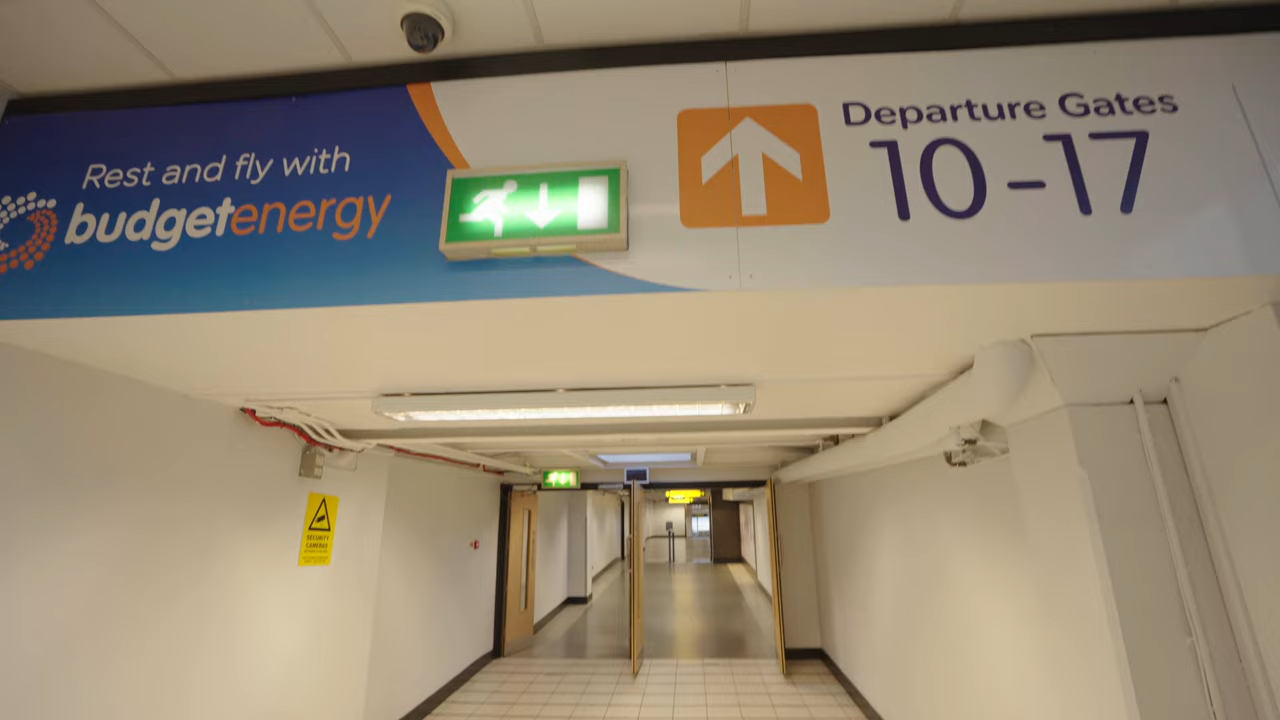 Rest and fly with
budgetenergy
Departure Gates
10-17
SECURITY
CAMERAS